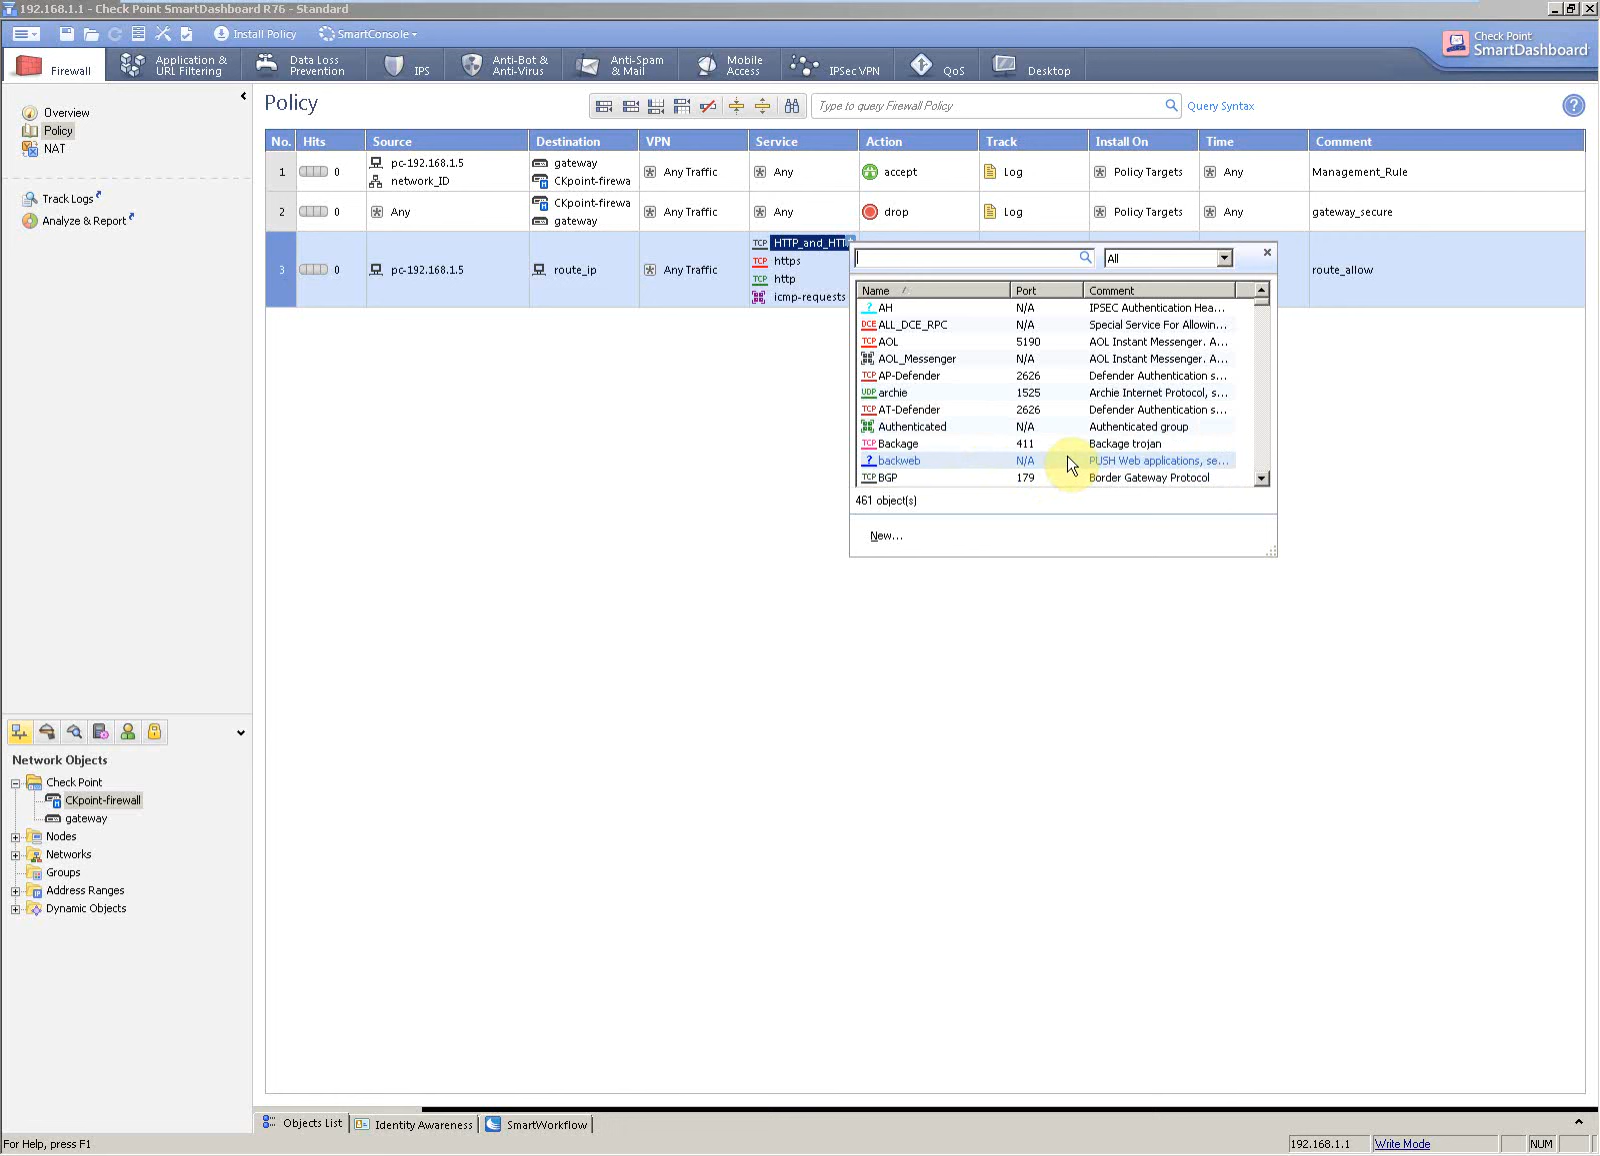 192.168.1.1 - Check Point SmartDashboard R76 - Standard
Install Policy
SmartConsole
Check Point
SmartDashboard
Firewall
Application &
URL Filtering
Data Loss
Prevention
IPS
Anti-Bot &
Anti-Virus
Anti-Spam
& Mail
Mobile
Access
IPSec VPN
QoS
Desktop
Overview
Policy
NAT
Track Logs
Analyze & Report
Policy
Type to query Firewall Policy
Query Syntax
No. Hits Source Destination VPN Service Action Track Install On Time Comment
1 0 pc-192.168.1.5 gateway Any Traffic Any accept Log Policy Targets Any Management_Rule
network_ID CKpoint-firewa
2 0 Any CKpoint-firewa Any Traffic Any drop Log Policy Targets Any gateway_secure
gateway
3 0 pc-192.168.1.5 route_ip Any Traffic route_allow
TCP HTTP_and_HTT
TCP https
TCP http
icmp-requests
All
Name Port Comment
? AH N/A IPSEC Authentication Hea...
DCE ALL_DCE_RPC N/A Special Service For Allowin...
TCP AOL 5190 AOL Instant Messenger. A...
AOL_Messenger N/A AOL Instant Messenger. A...
TCP AP-Defender 2626 Defender Authentication s...
UDP archie 1525 Archie Internet Protocol, s...
TCP AT-Defender 2626 Defender Authentication s...
Authenticated N/A Authenticated group
TCP Backage 411 Backage trojan
? backweb N/A PUSH Web applications, se...
TCP BGP 179 Border Gateway Protocol
461 object(s)
New...
Network Objects
Check Point
CKpoint-firewall
gateway
Nodes
Networks
Groups
Address Ranges
Dynamic Objects
Objects List
Identity Awareness
SmartWorkflow
For Help, press F1
192.168.1.1
Write Mode
NUM